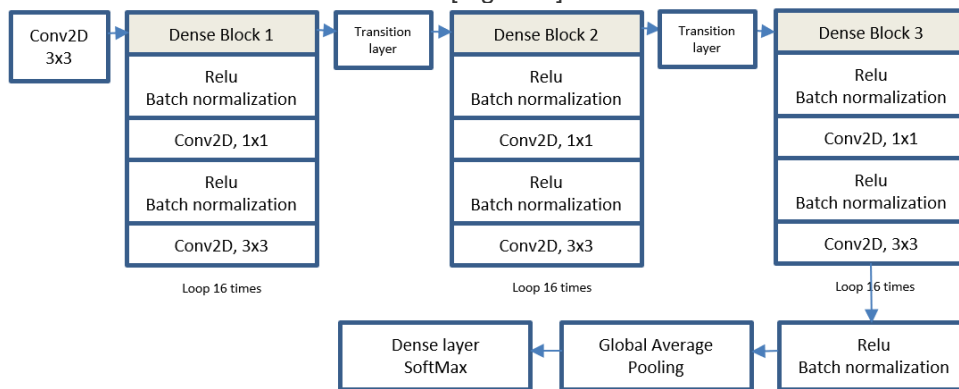 Conv2D
3x3
Dense Block 1
Relu
Batch normalization
Conv2D, 1x1
Relu
Batch normalization
Conv2D, 3x3
Loop 16 times
Transition
layer
Dense Block 2
Relu
Batch normalization
Conv2D, 1x1
Relu
Batch normalization
Conv2D, 3x3
Loop 16 times
Transition
layer
Dense Block 3
Relu
Batch normalization
Conv2D, 1x1
Relu
Batch normalization
Conv2D, 3x3
Loop 16 times
Relu
Batch normalization
Global Average
Pooling
Dense layer
SoftMax